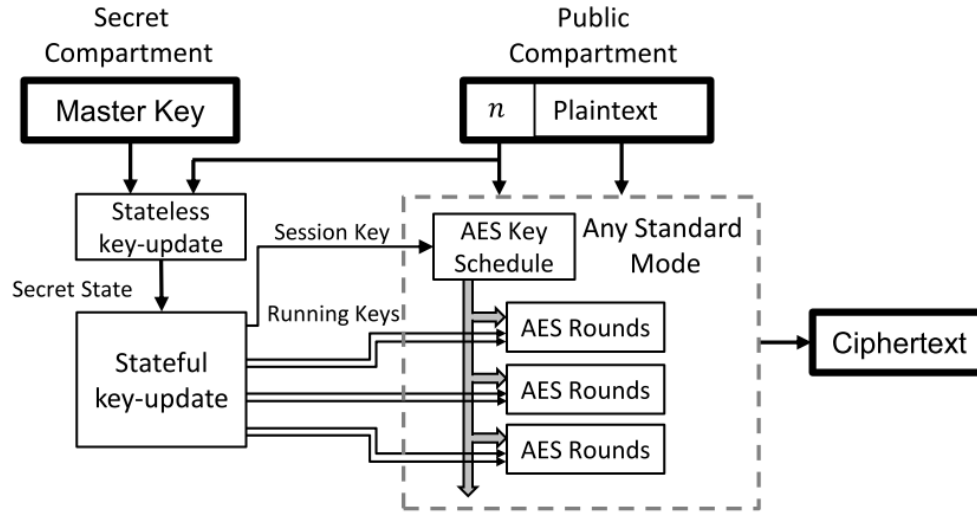 Secret
Compartment
Public
Compartment
Master Key
n
Plaintext
Stateless
key-update
Session Key
AES Key
Schedule
Any Standard
Mode
Secret State
Running Keys
Stateful
key-update
AES Rounds
AES Rounds
AES Rounds
Ciphertext